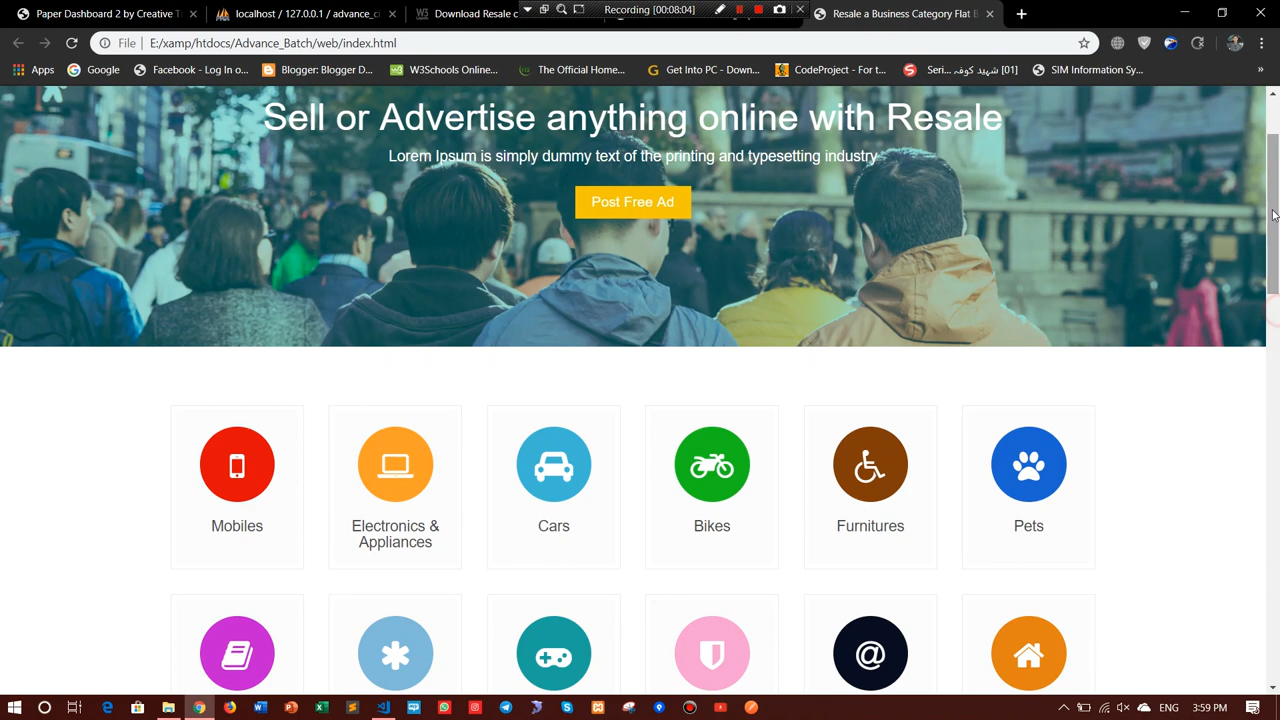 Paper Dashboard 2 by Creative T
localhost / 127.0.0.1 / advance_c
Download Resale c
Recording [00:08:04]
Resale a Business Category Flat B
File E:/xamp/htdocs/Advance_Batch/web/index.html
Apps
Google
Facebook - Log In o...
Blogger: Blogger D...
W3Schools Online...
The Official Home...
Get Into PC - Down...
CodeProject - For t...
SIM Information Sy...
Sell or Advertise anything online with Resale
Lorem Ipsum is simply dummy text of the printing and typesetting industry
Post Free Ad
Mobiles
Electronics &
Appliances
Cars
Bikes
Furnitures
Pets
ENG
3:59 PM